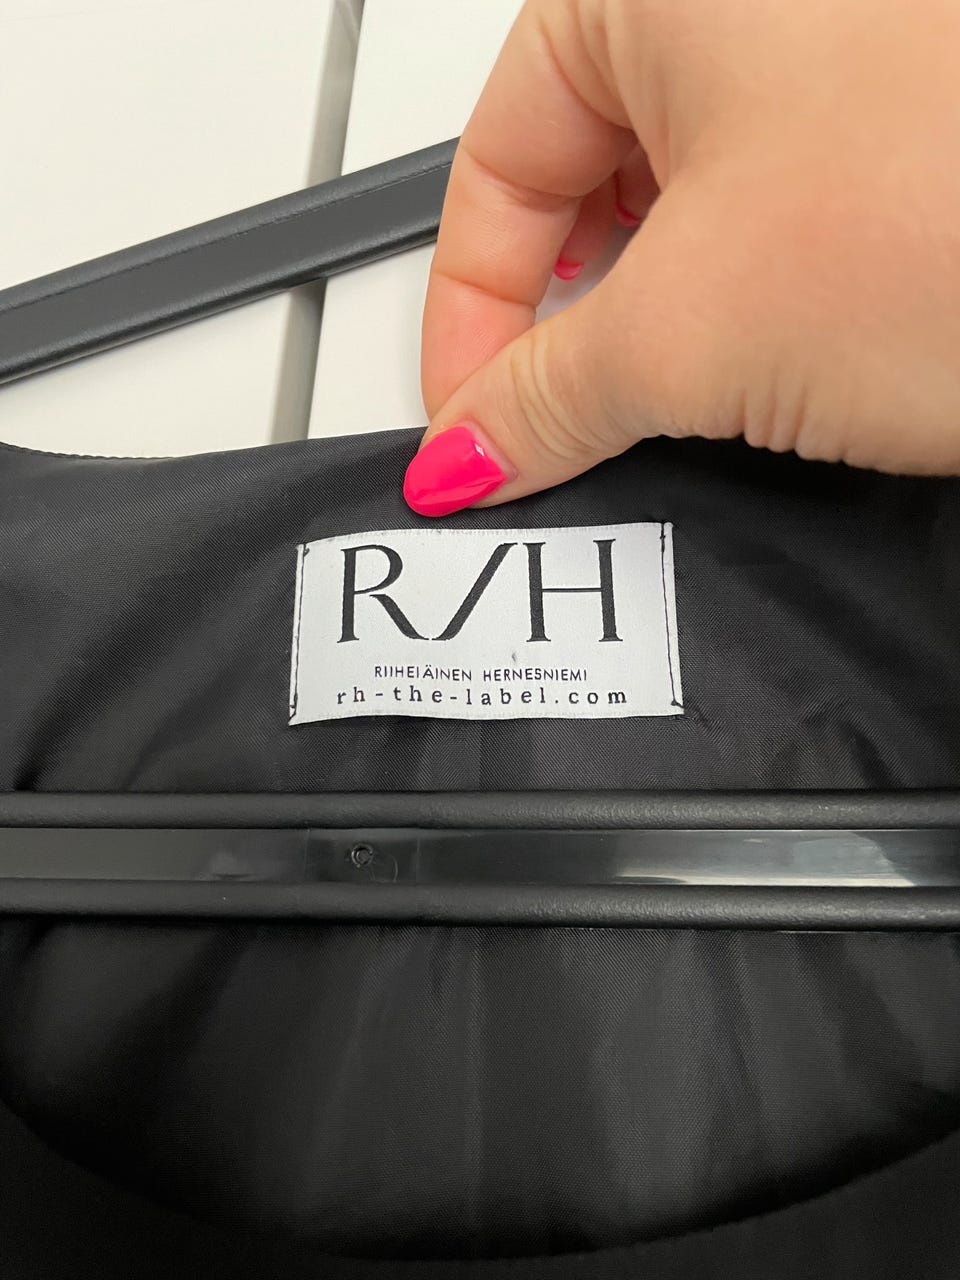 R/H
RIIHELÄINEN HERNESNIEMI
rh-the-label.com